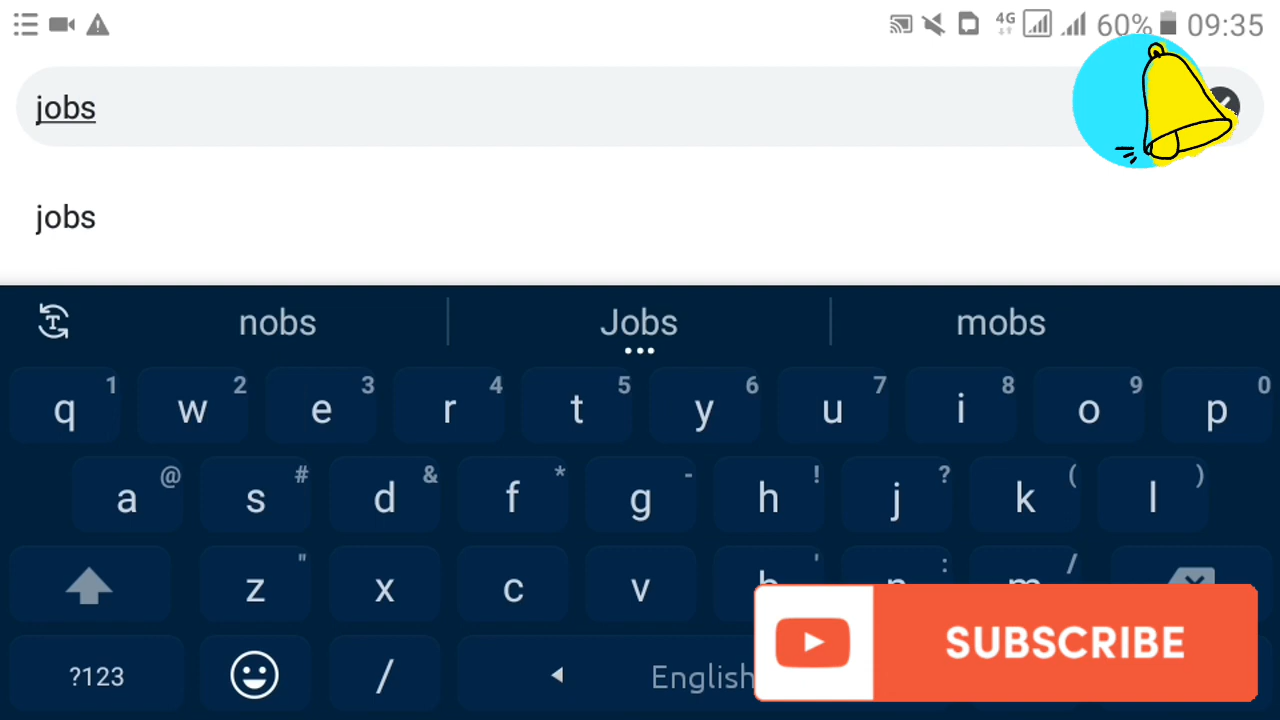 4G 60% 09:35
jobs
jobs
nobs Jobs mobs
q 1 w 2 e 3 r 4 t 5 y 6 u 7 i 8 o 9 p 0
a @ s # d & f * g - h ! j ? k ( l )
z " x c v b ' n : m /
?123 / English
SUBSCRIBE